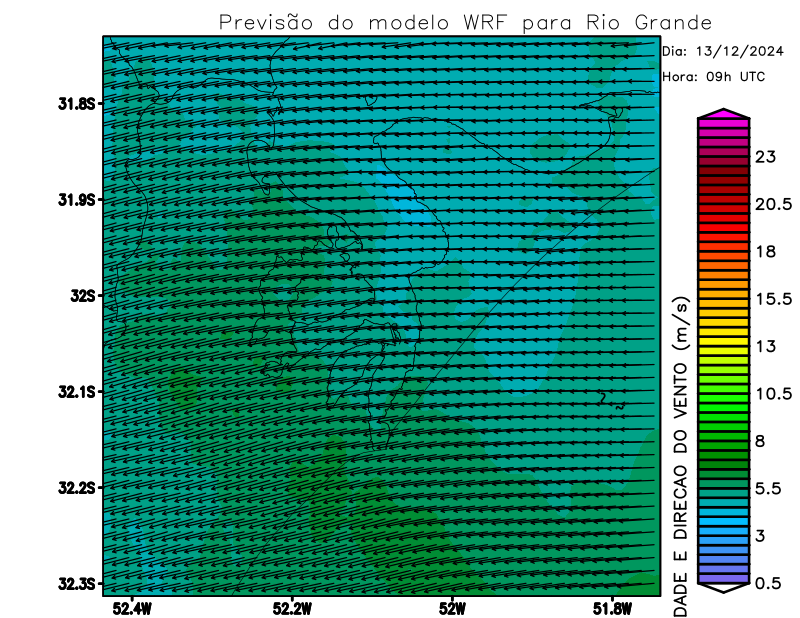 Previsão do modelo WRF para Rio Grande
Dia: 13/12/2024
Hora: 09h UTC
31.8S
31.9S
32S
32.1S
32.2S
32.3S
52.4W
52.2W
52W
51.8W
DADE E DIRECAO DO VENTO (m/s)
23
20.5
18
15.5
13
10.5
8
5.5
3
0.5